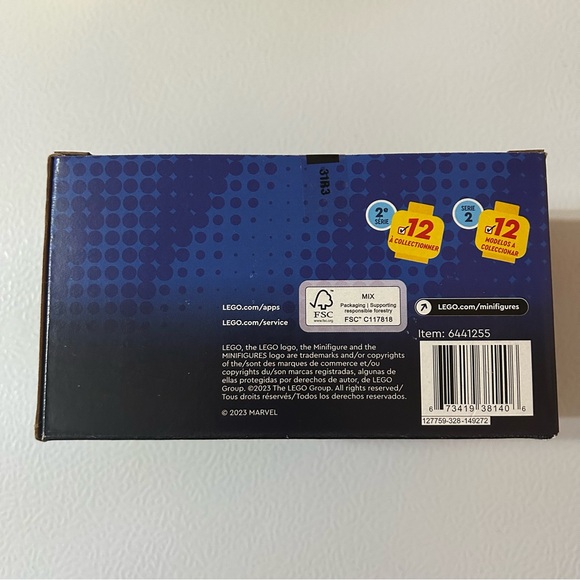 31B3
2e
SÉRIE
12
À COLLECTIONNER
SERIE
2
12
MODELOS À
COLECCIONAR
LEGO.com/apps
LEGO.com/service
FSC
www.fsc.org
MIX
Packaging | Supporting
responsible forestry
FSC™ C117818
LEGO.com/minifigures
Item: 6441255
LEGO, the LEGO logo, the Minifigure and the
MINIFIGURES logo are trademarks and/or copyrights
of the/sont des marques de commerce et/ou
copyrights du/son marcas registradas, algunas de
ellas protegidas por derechos de autor, de LEGO
Group. ©2023 The LEGO Group. All rights reserved/
Tous droits réservés/Todos los derechos reservados.
© 2023 MARVEL
6 73419 38140 6
127759-328-149272